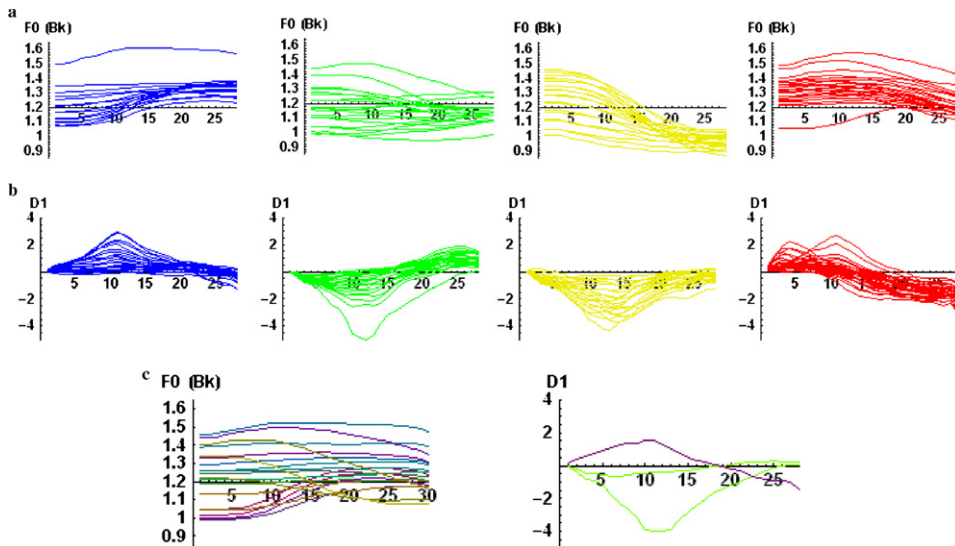 a
F0 (Bk) F0 (Bk) F0 (Bk) F0 (Bk)
1.6 1.6 1.6 1.6
1.5 1.5 1.5 1.5
1.4 1.4 1.4 1.4
1.3 1.3 1.3 1.3
1.2 1.2 1.2 1.2
5 10 15 20 25 5 10 15 20 25 5 10 15 20 25 5 10 15 20 25
1.1 1.1 1.1 1.1
1 1 1 1
0.9 0.9 0.9 0.9
b
D1 D1 D1 D1
4 4 4 4
2 2 2 2
5 10 15 20 25 10 15 20 25 10 15 20 25 5 10 15 20 25
-2 -2 -2 -2
-4 -4 -4 -4
c
F0 (Bk) D1
1.6 4
1.5
1.4 2
1.3
1.2
5 10 15 20 25 30 5 10 15 20 25
1.1 -2
1
0.9 -4